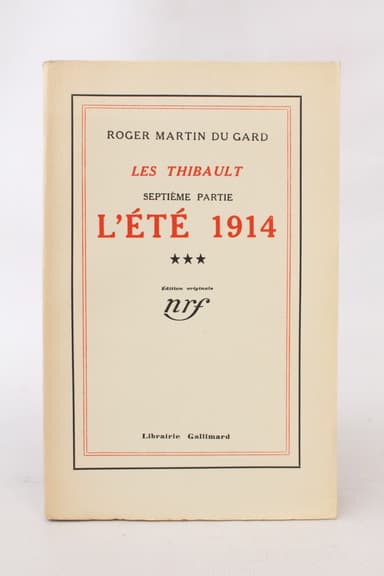 ROGER MARTIN DU GARD
LES THIBAULT
SEPTIÈME PARTIE
L'ÉTÉ 1914
★★★
Édition originale
nrf
Librairie Gallimard